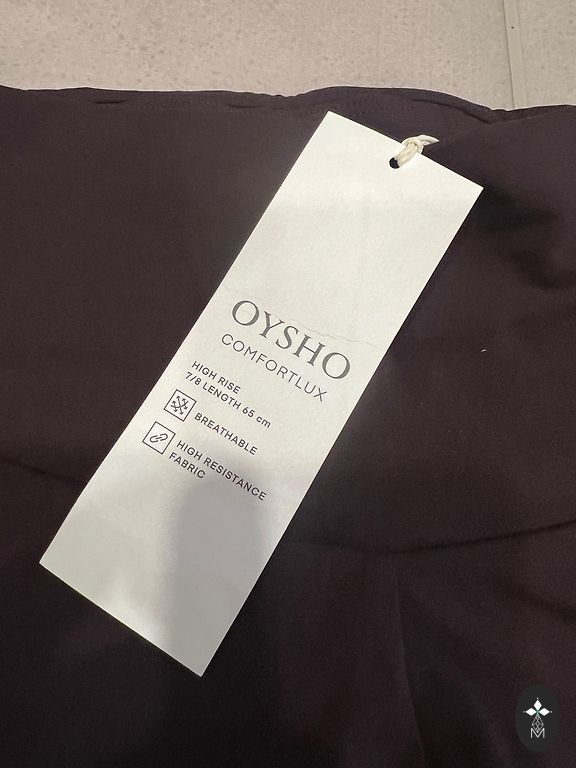 OYSHO
COMFORTLUX
HIGH RISE
7/8 LENGTH 65 cm
BREATHABLE
HIGH RESISTANCE
FABRIC
M